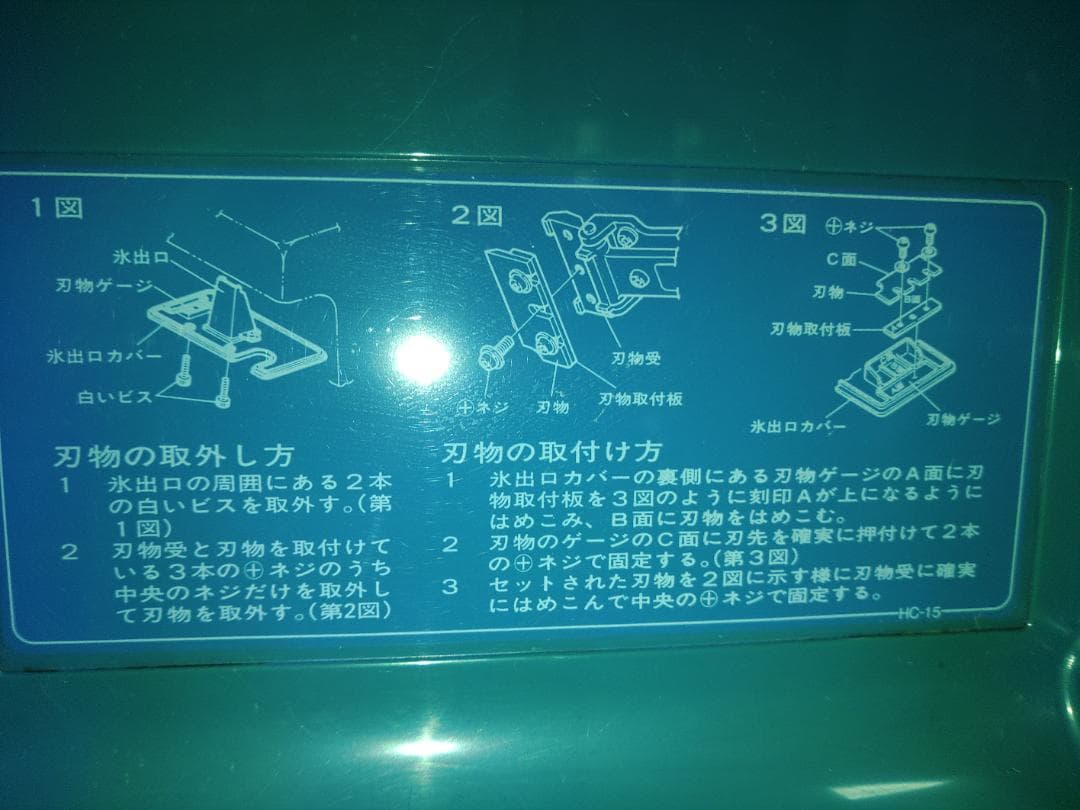 1図
氷出口
刃物ゲージ
氷出口カバー
白いビス
2図
刃物受
刃物取付板
⊕ネジ
刃物
3図
⊕ネジ
C面
刃物
B面
刃物取付板
氷出口カバー
刃物ゲージ
刃物の取外し方
1 氷出口の周囲にある2本
の白いビスを取外す。(第
1図)
2 刃物受と刃物を取付けて
いる3本の⊕ネジのうち
中央のネジだけを取外し
て刃物を取外す。(第2図)
刃物の取付け方
1 氷出口カバーの裏側にある刃物ゲージのA面に刃
物取付板を3図のように刻印Aが上になるように
はめこみ、B面に刃物をはめこむ。
2 刃物のゲージのC面に刃先を確実に押付けて2本
の⊕ネジで固定する。(第3図)
3 セットされた刃物を2図に示す様に刃物受に確実
にはめこんで中央の⊕ネジで固定する。
HC-15